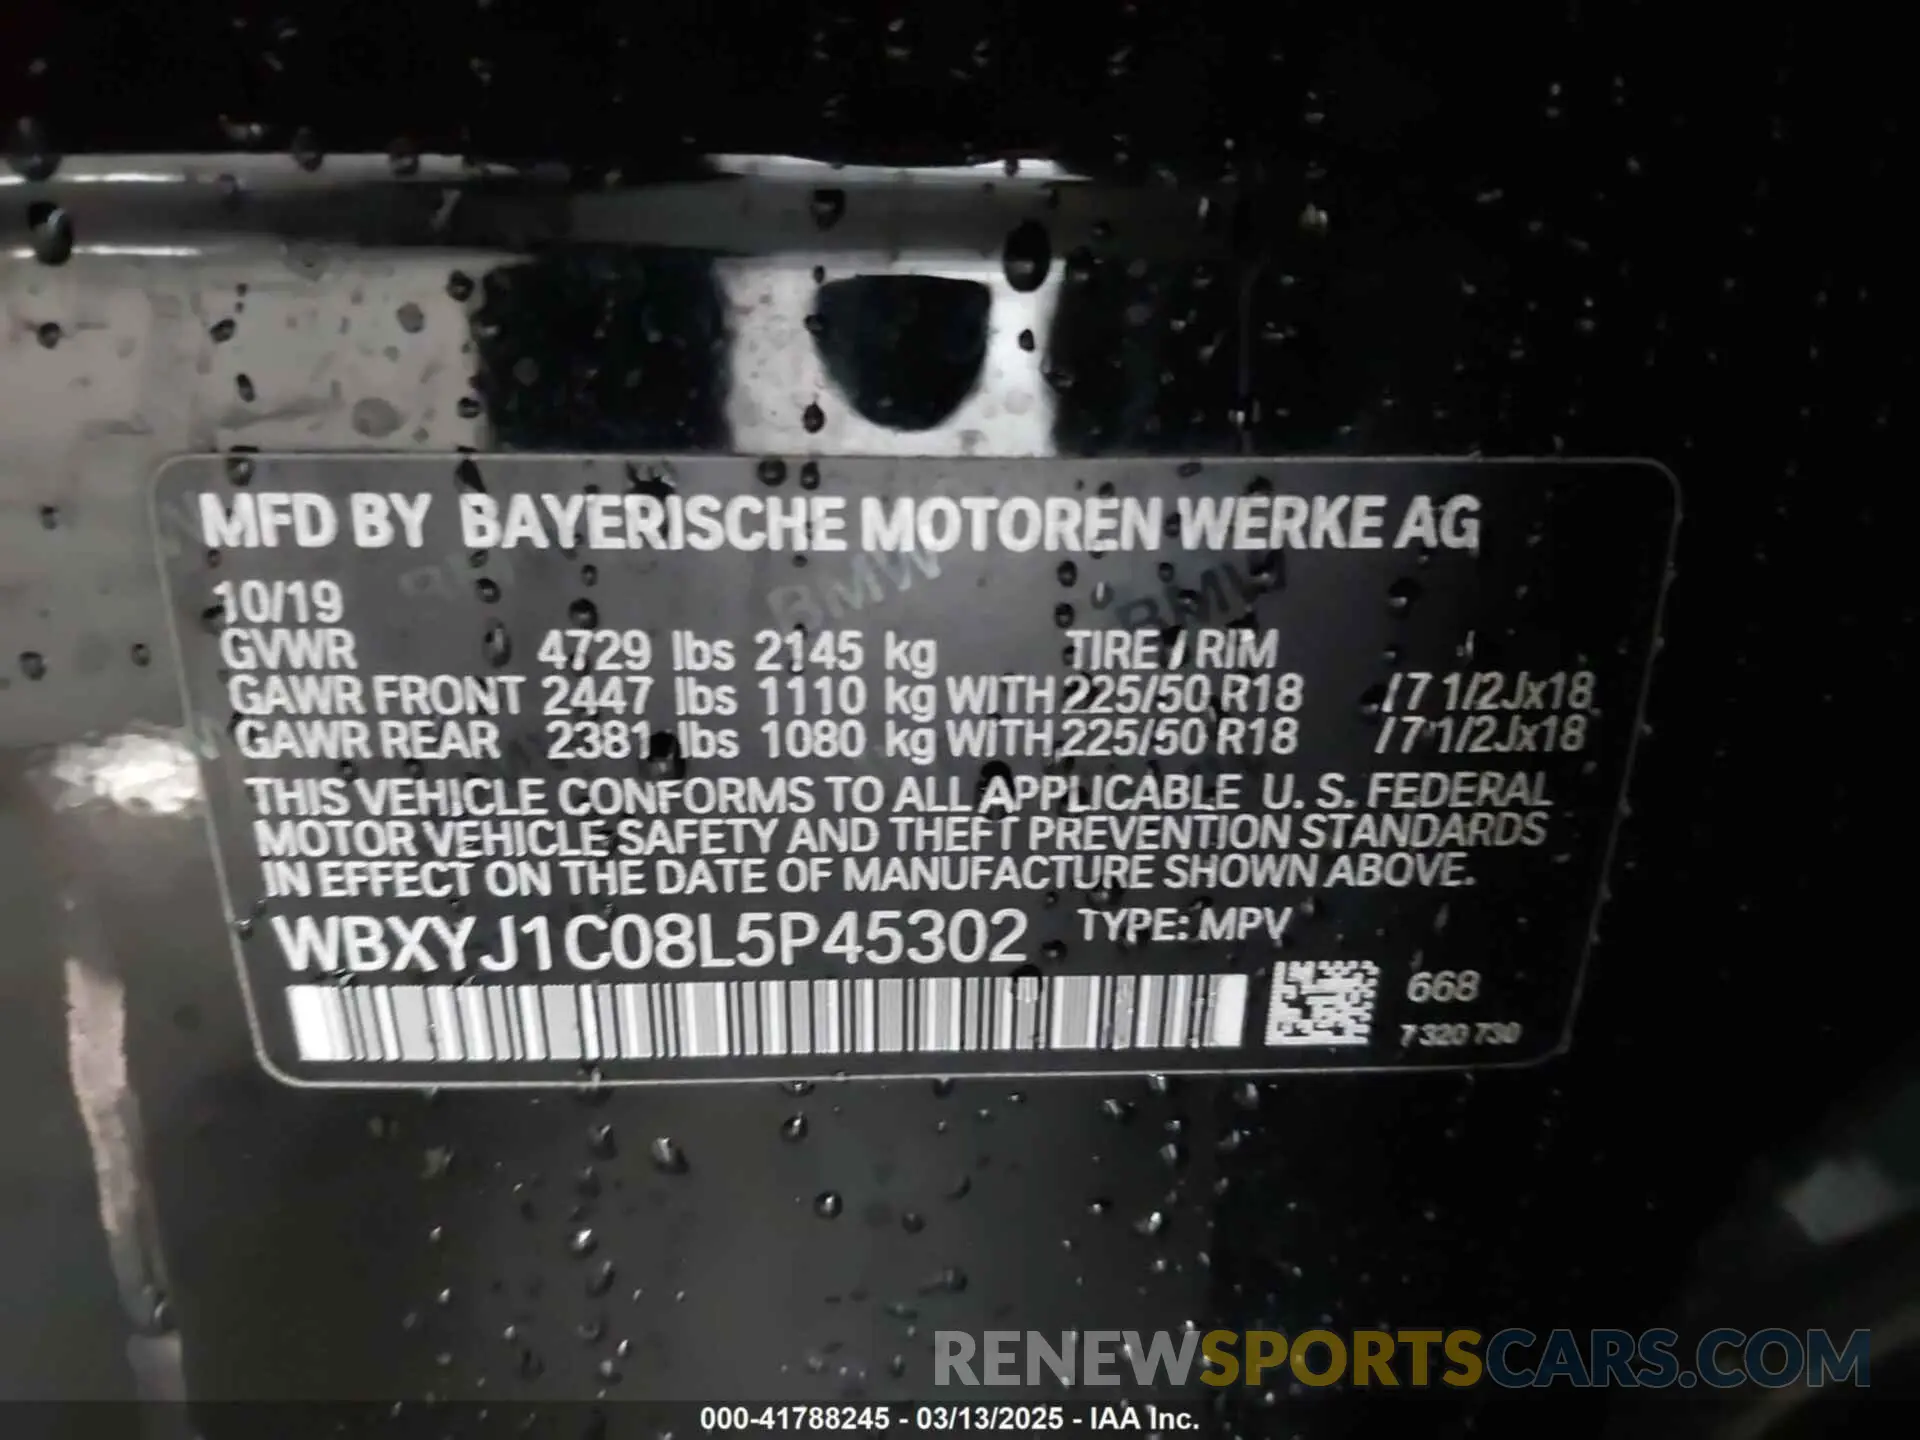 MFD BY BAYERISCHE MOTOREN WERKE AG
BMW BMW
10/19
GVWR 4729 lbs 2145 kg TIRE / RIM
GAWR FRONT 2447 lbs 1110 kg WITH 225/50 R18 /7 1/2Jx18
GAWR REAR 2381 lbs 1080 kg WITH 225/50 R18 /7 1/2Jx18
THIS VEHICLE CONFORMS TO ALL APPLICABLE U. S. FEDERAL
MOTOR VEHICLE SAFETY AND THEFT PREVENTION STANDARDS
IN EFFECT ON THE DATE OF MANUFACTURE SHOWN ABOVE.
WBXYJ1C08L5P45302 TYPE: MPV
668
7 320 730
RENEWSPORTSCARS.COM
000-41788245 - 03/13/2025 - IAA Inc.